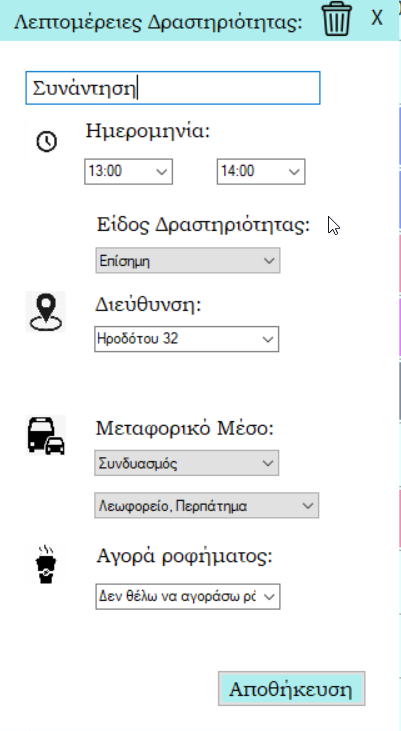 Λεπτομέρειες Δραστηριότητας: X
Συνάντηση
Ημερομηνία:
13:00 14:00
Είδος Δραστηριότητας:
Επίσημη
Διεύθυνση:
Ηροδότου 32
Μεταφορικό Μέσο:
Συνδυασμός
Λεωφορείο, Περπάτημα
Αγορά ροφήματος:
Δεν θέλω να αγοράσω
Αποθήκευση